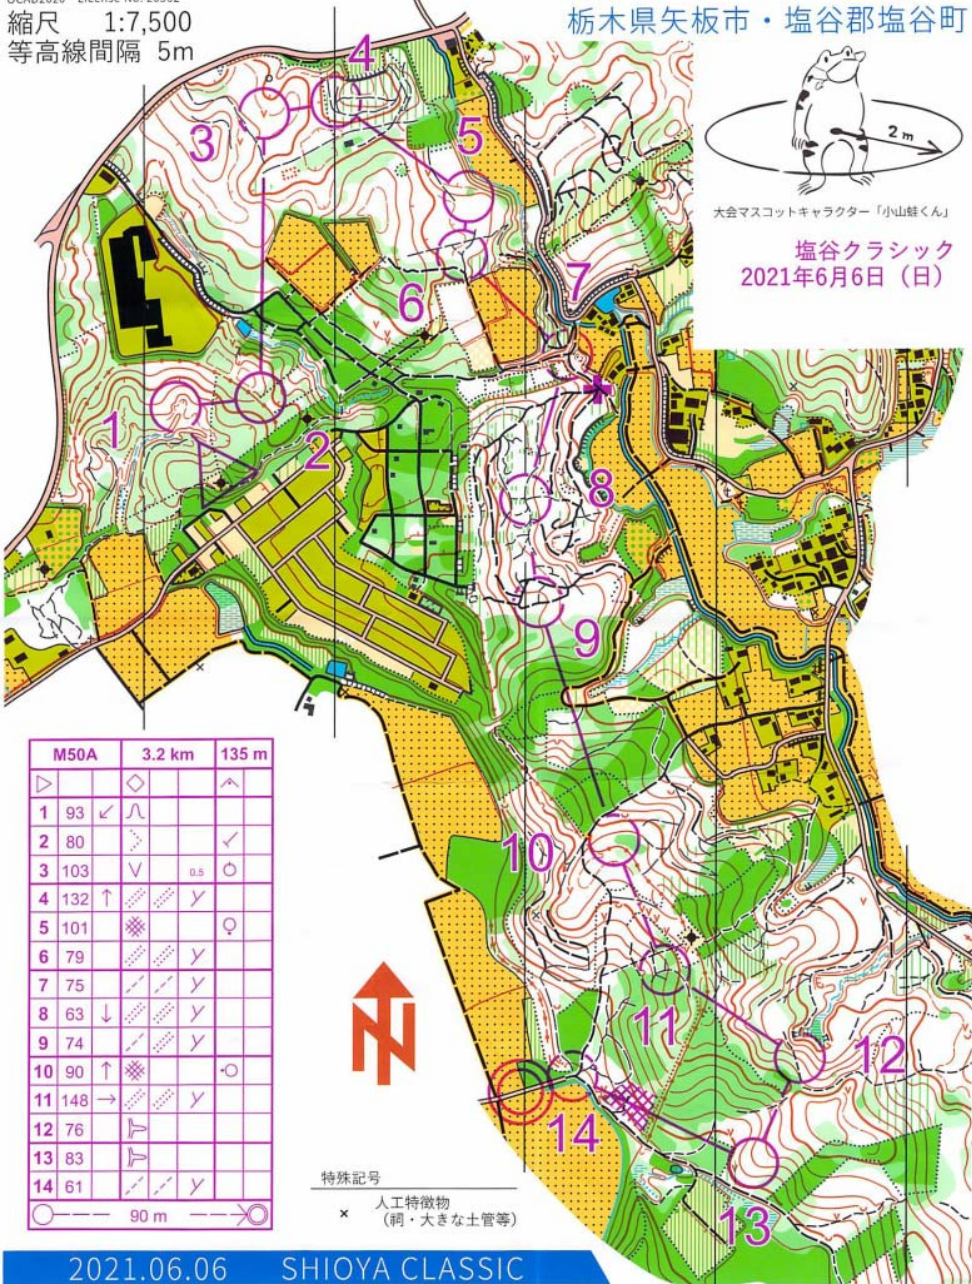 縮尺 1:7,500
等高線間隔 5m
栃木県矢板市・塩谷郡塩谷町
2 m
大会マスコットキャラクター「小山蛙くん」
塩谷クラシック
2021年6月6日（日）
4
3
5
7
6
1
2
8
9
10
11
12
14
13
M50A 3.2 km 135 m
1 93
2 80
3 103 0.5
4 132
5 101
6 79
7 75
8 63
9 74
10 90
11 148
12 76
13 83
14 61
90 m
特殊記号
× 人工特徴物
（祠・大きな土管等）
2021.06.06 SHIOYA CLASSIC